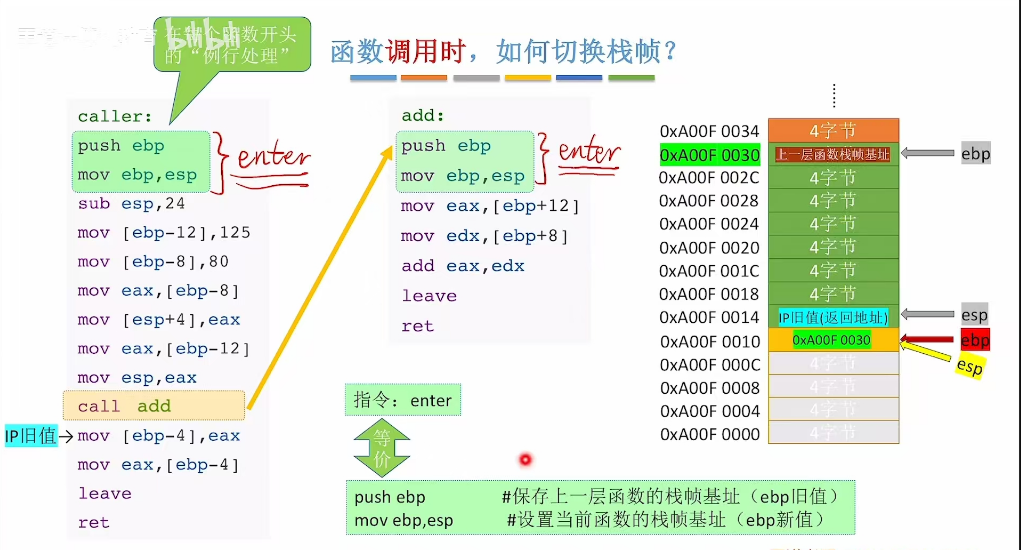 在每个函数开头
的“例行处理”
bilibili
函数调用时，如何切换栈帧？
caller:
push ebp
mov ebp,esp
enter
sub esp,24
mov [ebp-12],125
mov [ebp-8],80
mov eax,[ebp-8]
mov [esp+4],eax
mov eax,[ebp-12]
mov esp,eax
call add
IP旧值
mov [ebp-4],eax
mov eax,[ebp-4]
leave
ret
add:
push ebp
mov ebp,esp
enter
mov eax,[ebp+12]
mov edx,[ebp+8]
add eax,edx
leave
ret
指令：enter
等
价
push ebp #保存上一层函数的栈帧基址（ebp旧值）
mov ebp,esp #设置当前函数的栈帧基址（ebp新值）
0xA00F 0034 4字节
0xA00F 0030 上一层函数栈帧基址 ebp
0xA00F 002C 4字节
0xA00F 0028 4字节
0xA00F 0024 4字节
0xA00F 0020 4字节
0xA00F 001C 4字节
0xA00F 0018 4字节
0xA00F 0014 IP旧值(返回地址) esp
0xA00F 0010 0xA00F 0030 ebp
esp
0xA00F 000C 4字节
0xA00F 0008 4字节
0xA00F 0004 4字节
0xA00F 0000 4字节